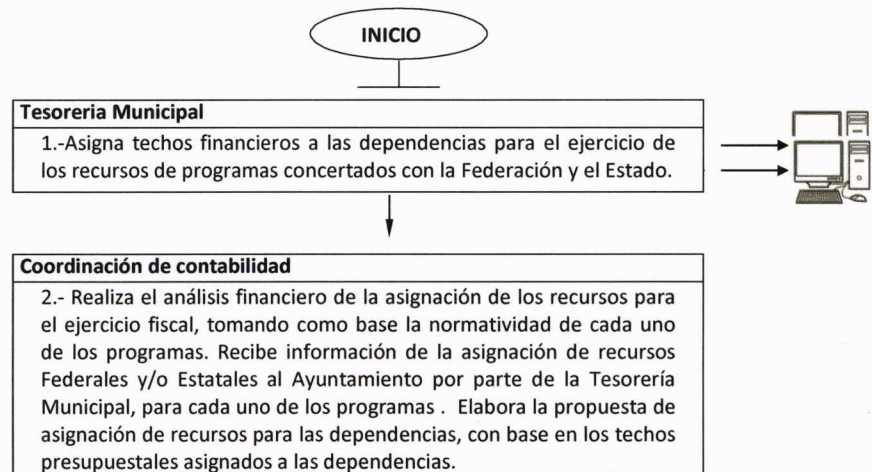 INICIO
Tesoreria Municipal
1.-Asigna techos financieros a las dependencias para el ejercicio de
los recursos de programas concertados con la Federación y el Estado.
Coordinación de contabilidad
2.- Realiza el análisis financiero de la asignación de los recursos para
el ejercicio fiscal, tomando como base la normatividad de cada uno
de los programas. Recibe información de la asignación de recursos
Federales y/o Estatales al Ayuntamiento por parte de la Tesorería
Municipal, para cada uno de los programas . Elabora la propuesta de
asignación de recursos para las dependencias, con base en los techos
presupuestales asignados a las dependencias.